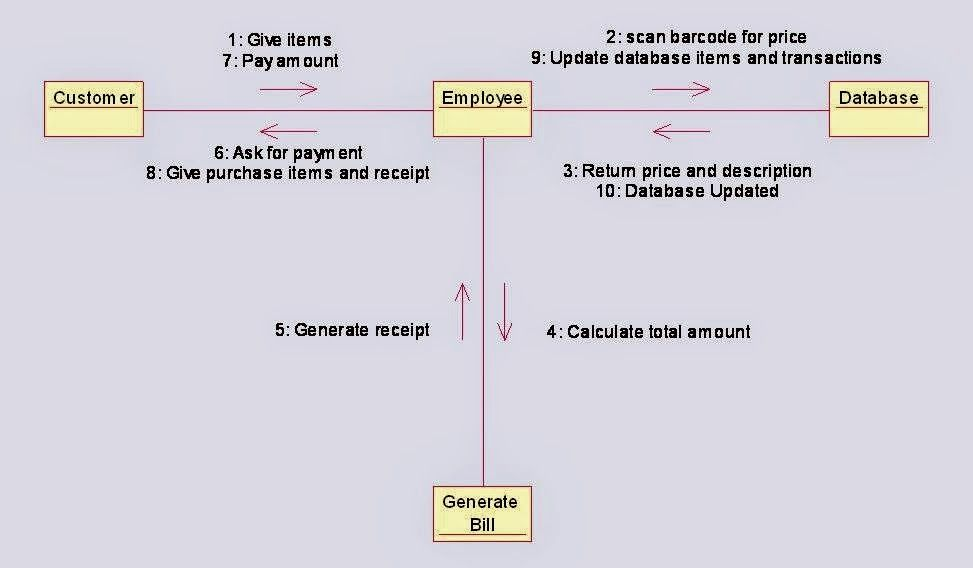 1: Give items
7: Pay amount
2: scan barcode for price
9: Update database items and transactions
Customer
Employee
Database
6: Ask for payment
8: Give purchase items and receipt
3: Return price and description
10: Database Updated
5: Generate receipt
4: Calculate total amount
Generate
Bill